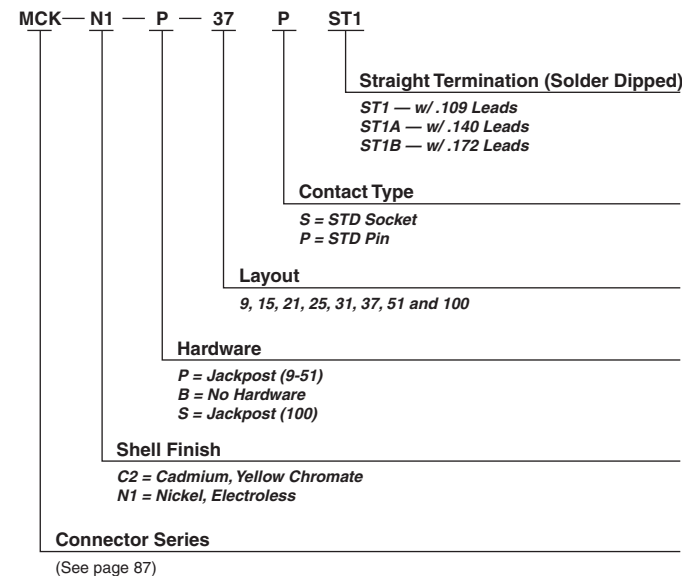 MCK — N1 — P — 37 P ST1
Straight Termination (Solder Dipped)
ST1 — w/ .109 Leads
ST1A — w/ .140 Leads
ST1B — w/ .172 Leads
Contact Type
S = STD Socket
P = STD Pin
Layout
9, 15, 21, 25, 31, 37, 51 and 100
Hardware
P = Jackpost (9-51)
B = No Hardware
S = Jackpost (100)
Shell Finish
C2 = Cadmium, Yellow Chromate
N1 = Nickel, Electroless
Connector Series
(See page 87)